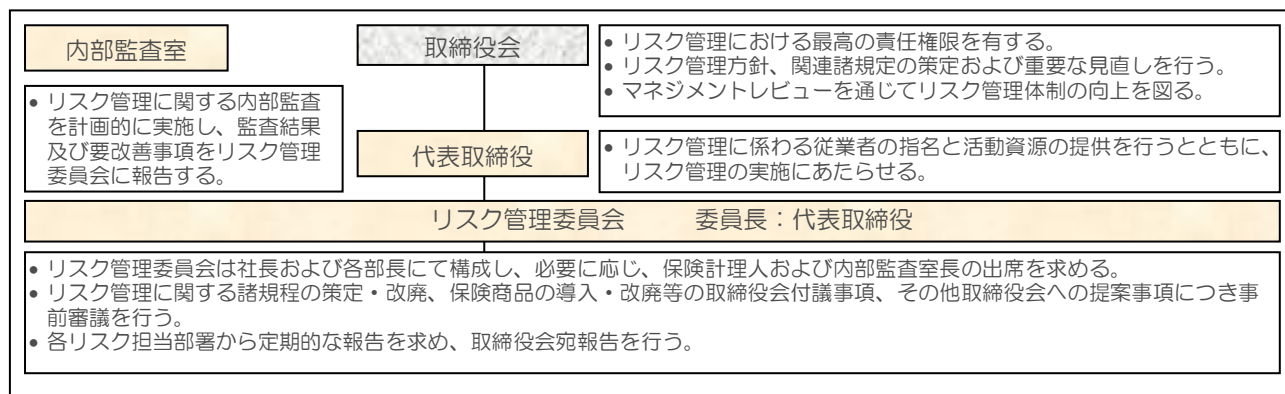 内部監査室
取締役会
• リスク管理における最高の責任権限を有する。
• リスク管理方針、関連諸規定の策定および重要な見直しを行う。
• マネジメントレビューを通じてリスク管理体制の向上を図る。
• リスク管理に関する内部監査
を計画的に実施し、監査結果
及び要改善事項をリスク管理
委員会に報告する。
代表取締役
• リスク管理に係わる従業者の指名と活動資源の提供を行うとともに、
リスク管理の実施にあたらせる。
リスク管理委員会　　委員長：代表取締役
• リスク管理委員会は社長および各部長にて構成し、必要に応じ、保険計理人および内部監査室長の出席を求める。
• リスク管理に関する諸規程の策定・改廃、保険商品の導入・改廃等の取締役会付議事項、その他取締役会への提案事項につき事
前審議を行う。
• 各リスク担当部署から定期的な報告を求め、取締役会宛報告を行う。